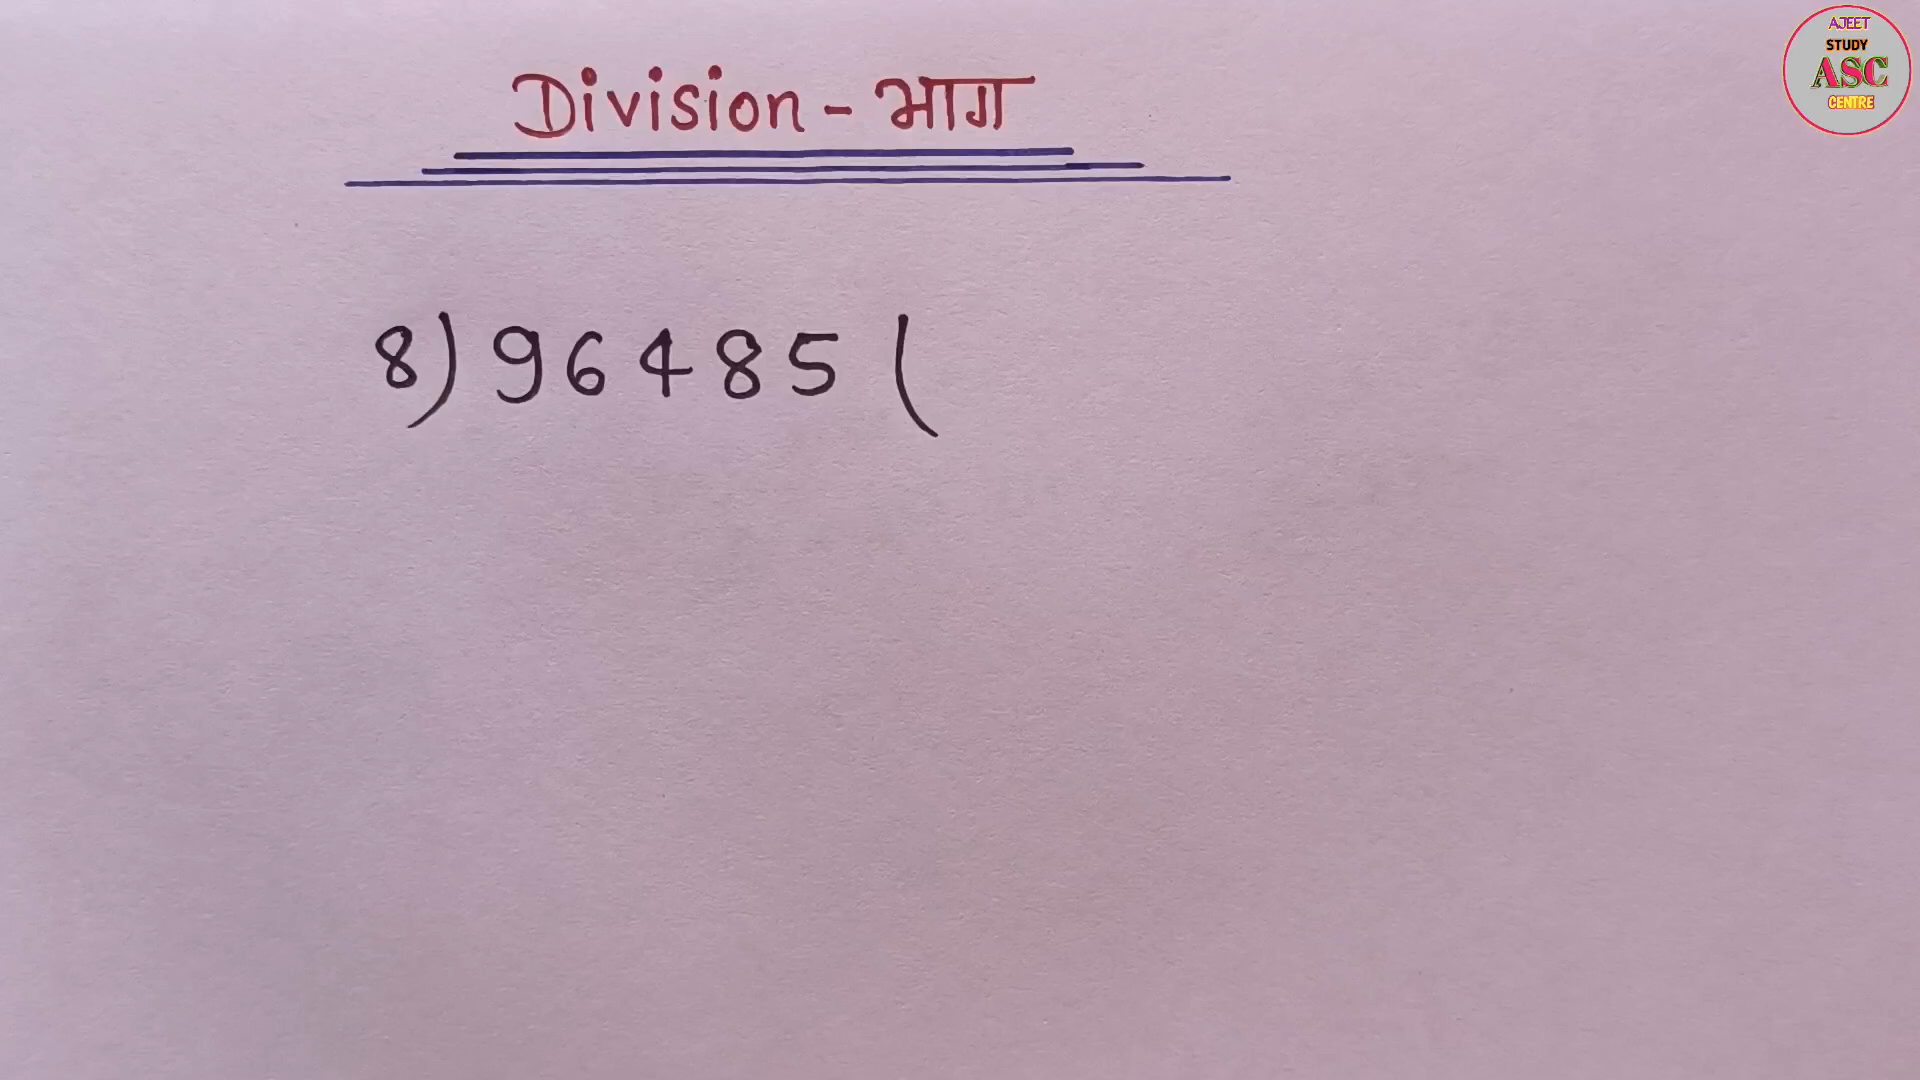 Division - भाग
8)96485(
AJEET
STUDY
ASC
CENTRE